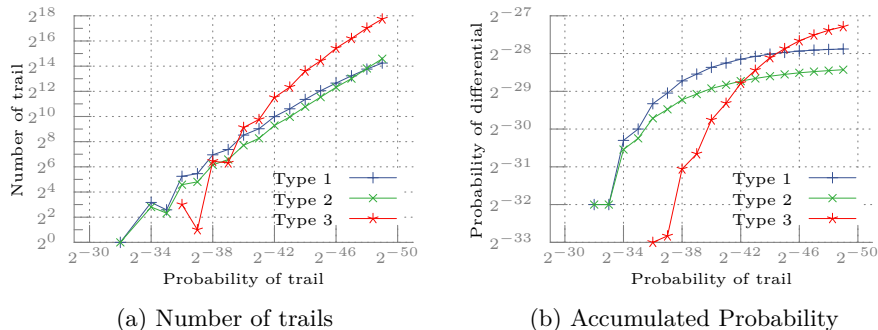 2^18
2^16
2^14
2^12
2^10
2^8
2^6
2^4
2^2
2^0
Number of trail
2^−30 2^−34 2^−38 2^−42 2^−46 2^−50
Probability of trail
Type 1
Type 2
Type 3
(a) Number of trails
2^−27
2^−28
2^−29
2^−30
2^−31
2^−32
2^−33
Probability of differential
2^−30 2^−34 2^−38 2^−42 2^−46 2^−50
Probability of trail
Type 1
Type 2
Type 3
(b) Accumulated Probability